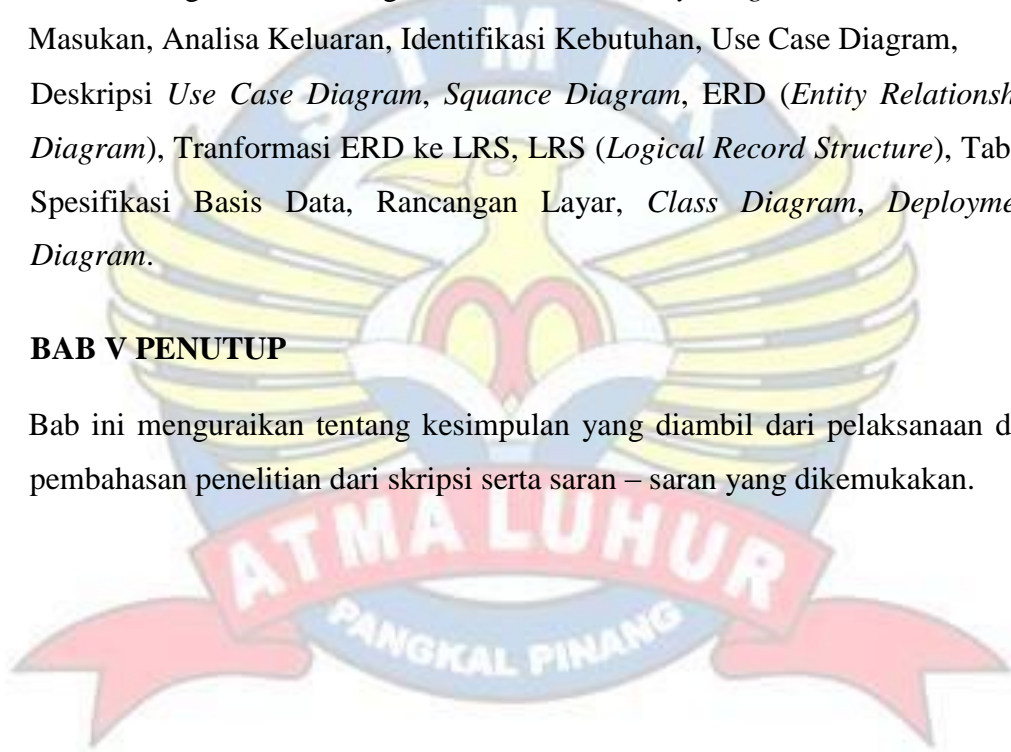 Masukan, Analisa Keluaran, Identifikasi Kebutuhan, Use Case Diagram,
Deskripsi Use Case Diagram, Squance Diagram, ERD (Entity Relationsh
Diagram), Tranformasi ERD ke LRS, LRS (Logical Record Structure), Tab
Spesifikasi Basis Data, Rancangan Layar, Class Diagram, Deployme
Diagram.
BAB V PENUTUP
Bab ini menguraikan tentang kesimpulan yang diambil dari pelaksanaan d
pembahasan penelitian dari skripsi serta saran – saran yang dikemukakan.
STMIK
ATMA LUHUR
PANGKAL PINANG